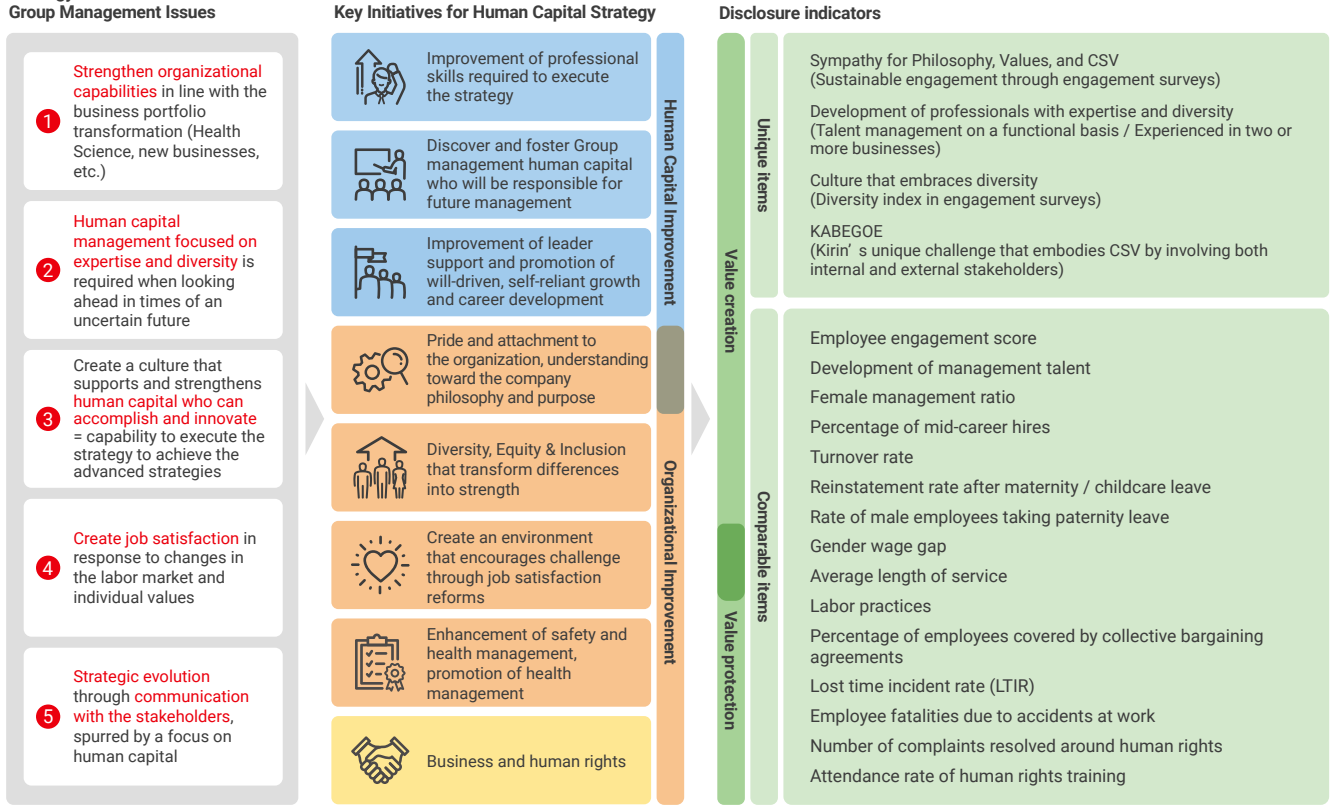 Group Management Issues
1
Strengthen organizational
capabilities in line with the
business portfolio
transformation (Health
Science, new businesses,
etc.)
2
Human capital
management focused on
expertise and diversity is
required when looking
ahead in times of an
uncertain future
3
Create a culture that
supports and strengthens
human capital who can
accomplish and innovate
= capability to execute the
strategy to achieve the
advanced strategies
4
Create job satisfaction in
response to changes in
the labor market and
individual values
5
Strategic evolution
through communication
with the stakeholders,
spurred by a focus on
human capital
Key Initiatives for Human Capital Strategy
Improvement of professional
skills required to execute
the strategy
Discover and foster Group
management human capital
who will be responsible for
future management
Improvement of leader
support and promotion of
will-driven, self-reliant growth
and career development
Pride and attachment to
the organization, understanding
toward the company
philosophy and purpose
Diversity, Equity & Inclusion
that transform differences
into strength
Create an environment
that encourages challenge
through job satisfaction
reforms
Enhancement of safety and
health management,
promotion of health
management
Business and human rights
Human Capital Improvement
Organizational Improvement
Disclosure indicators
Value creation
Value protection
Unique items
Sympathy for Philosophy, Values, and CSV
(Sustainable engagement through engagement surveys)
Development of professionals with expertise and diversity
(Talent management on a functional basis / Experienced in two or
more businesses)
Culture that embraces diversity
(Diversity index in engagement surveys)
KABEGOE
(Kirin' s unique challenge that embodies CSV by involving both
internal and external stakeholders)
Comparable items
Employee engagement score
Development of management talent
Female management ratio
Percentage of mid-career hires
Turnover rate
Reinstatement rate after maternity / childcare leave
Rate of male employees taking paternity leave
Gender wage gap
Average length of service
Labor practices
Percentage of employees covered by collective bargaining
agreements
Lost time incident rate (LTIR)
Employee fatalities due to accidents at work
Number of complaints resolved around human rights
Attendance rate of human rights training